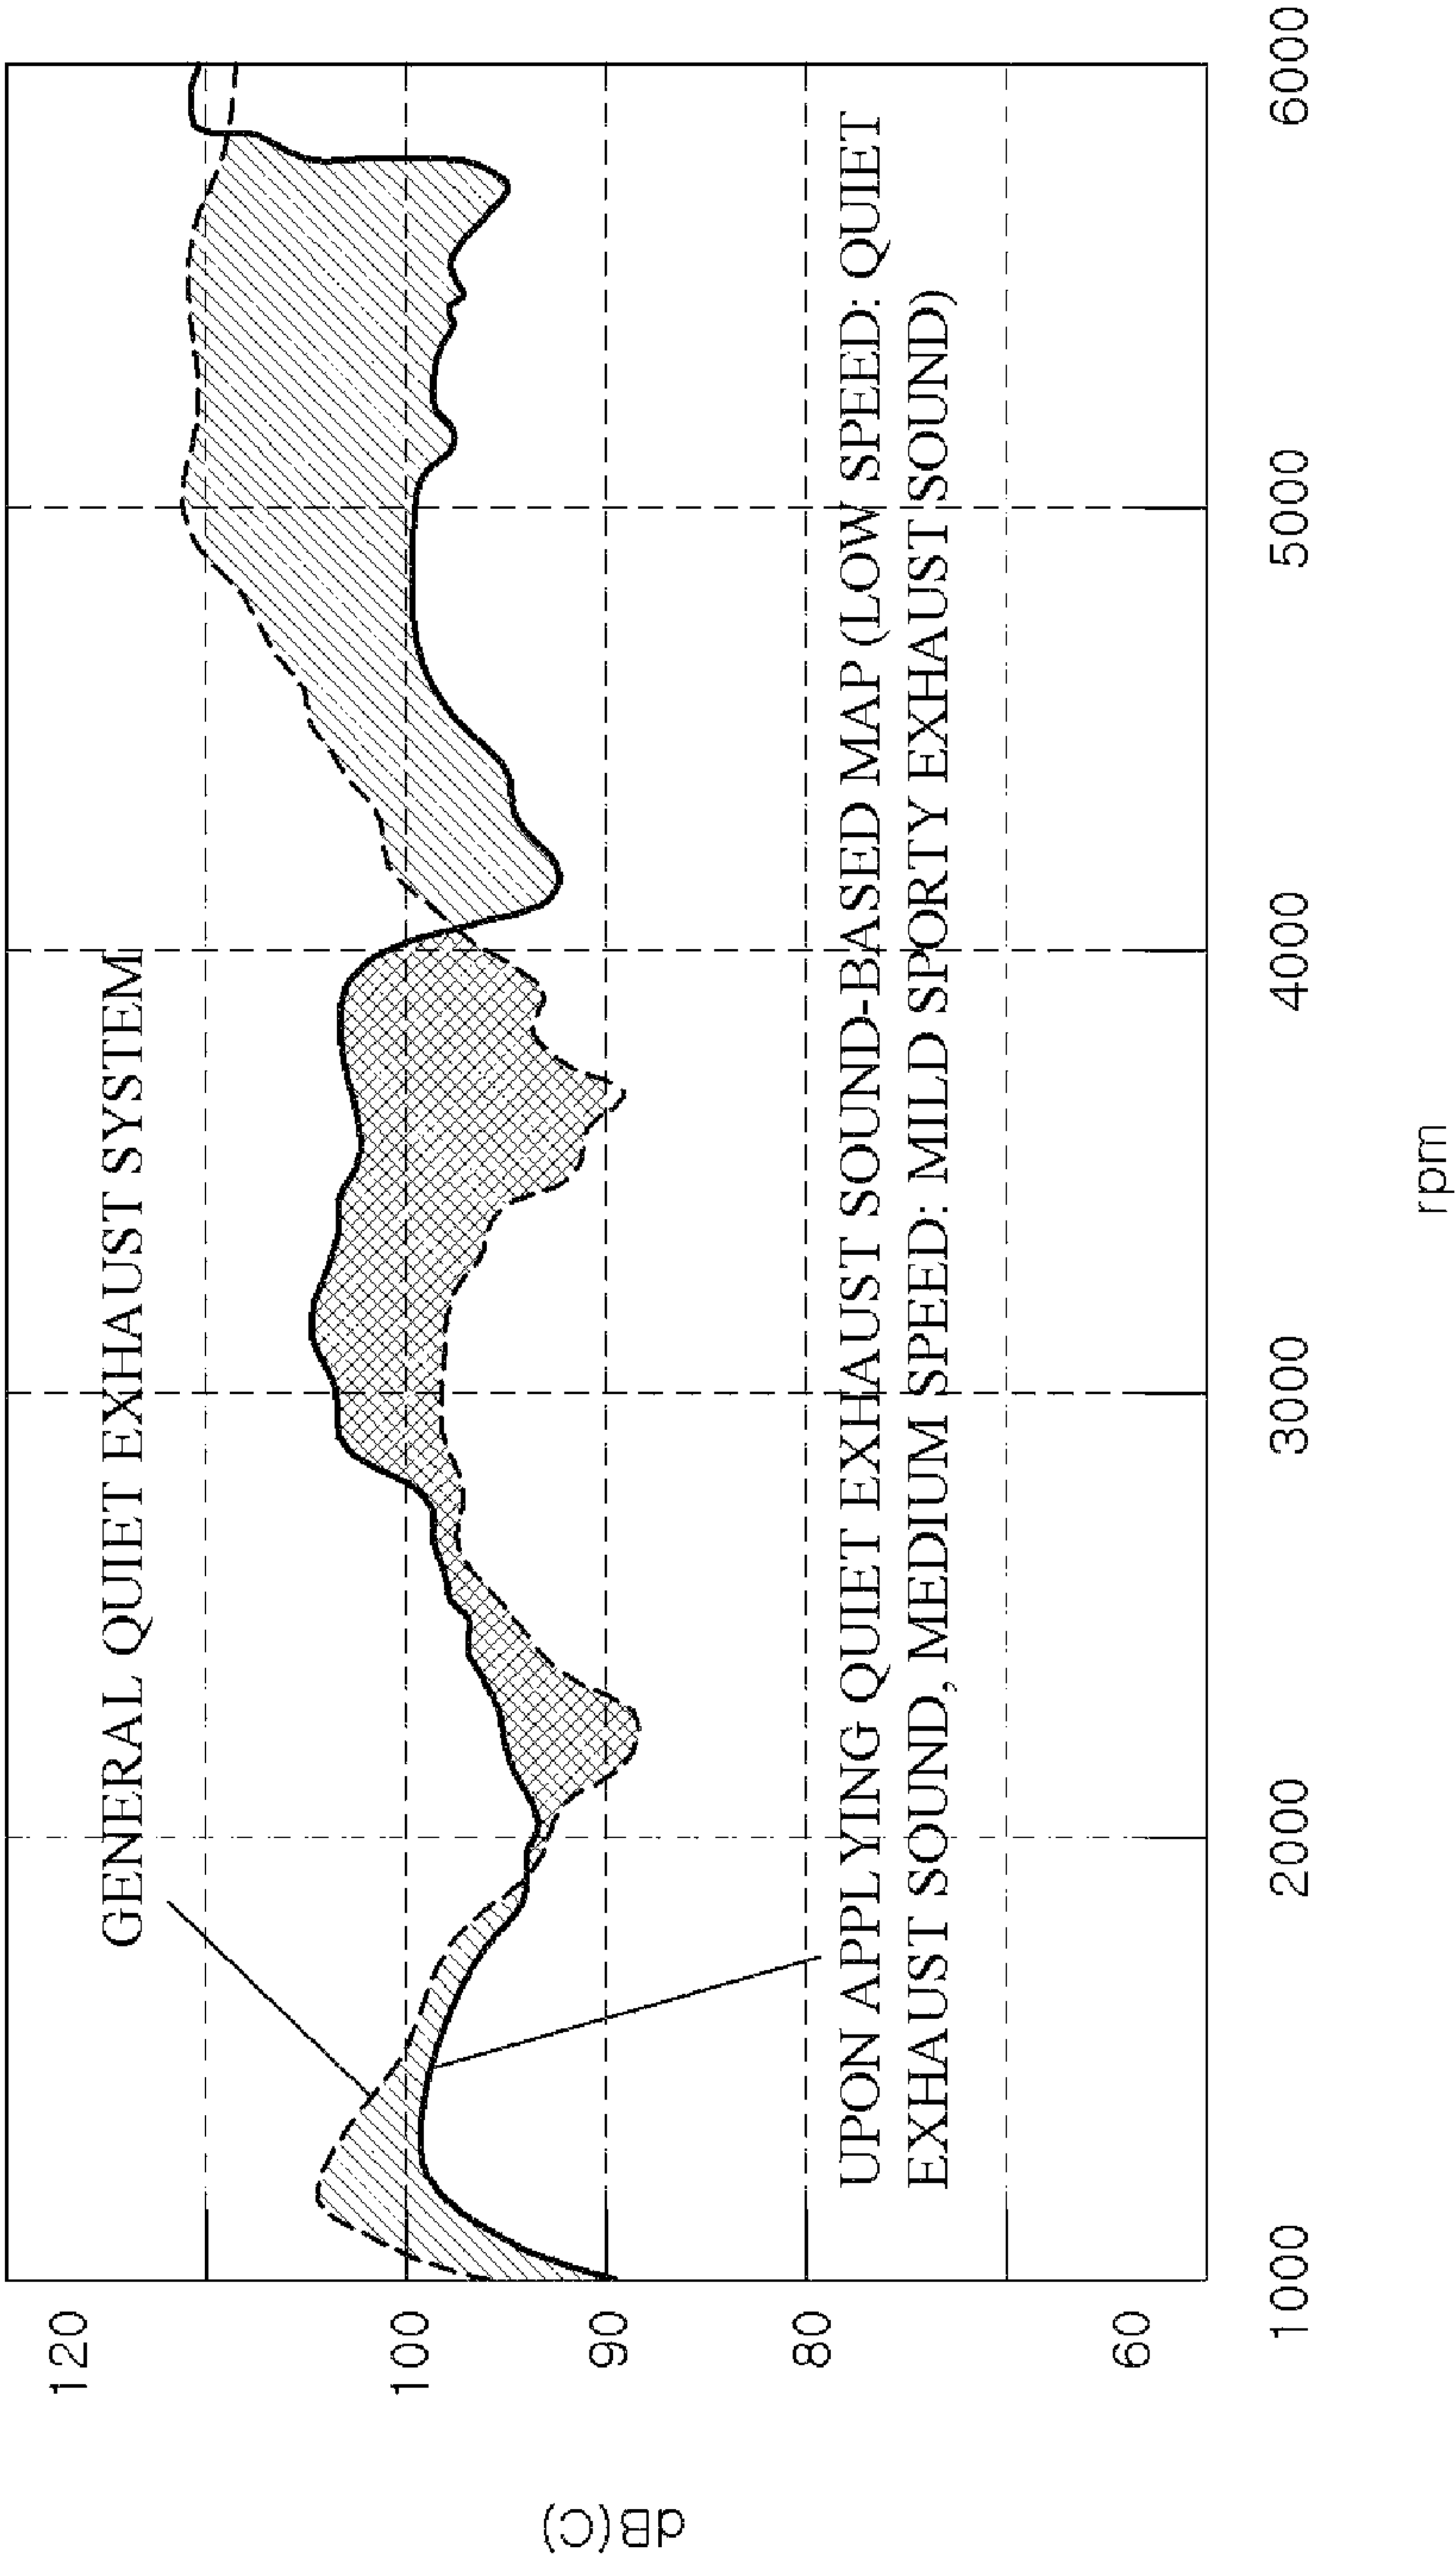 dB(C)
120
100
90
80
60
GENERAL QUIET EXHAUST SYSTEM
UPON APPLYING QUIET EXHAUST SOUND-BASED MAP (LOW SPEED: QUIET
EXHAUST SOUND, MEDIUM SPEED: MILD SPORTY EXHAUST SOUND)
1000
2000
3000
4000
5000
6000
rpm